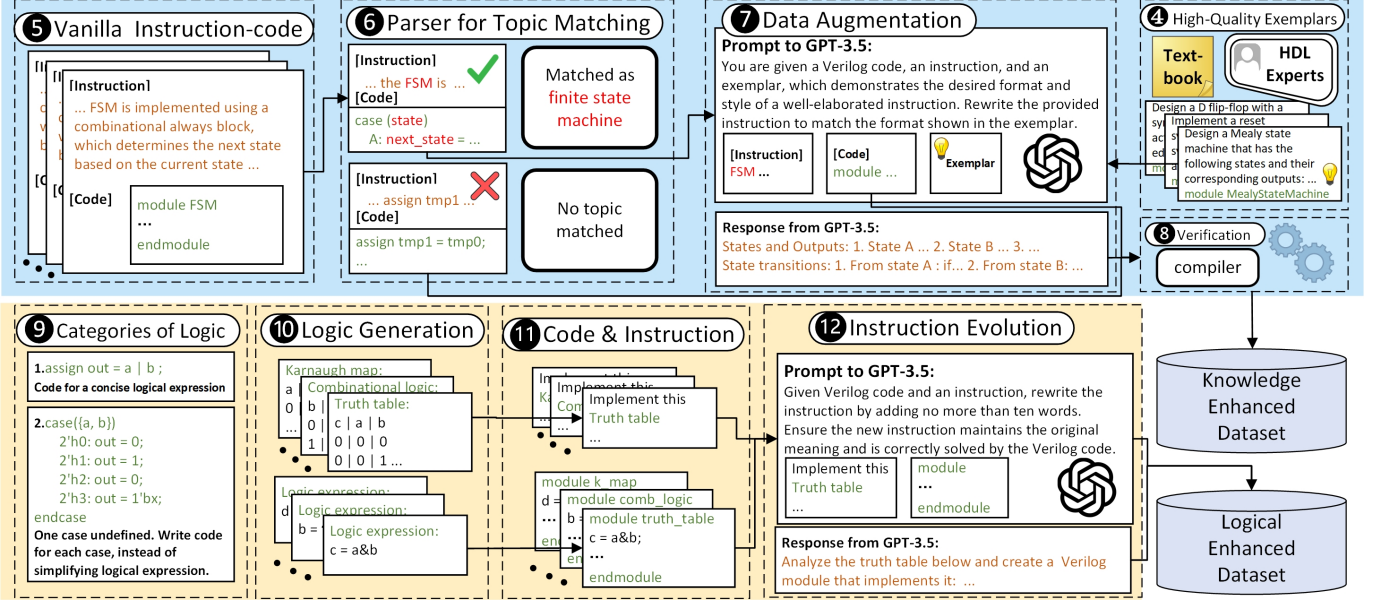 5 Vanilla Instruction-code
[Instruction]
... FSM is implemented using a
combinational always block,
which determines the next state
based on the current state ...
[Code]
module FSM
...
endmodule
6 Parser for Topic Matching
[Instruction]
... the FSM is ...
[Code]
case (state)
A: next_state = ...
Matched as
finite state
machine
[Instruction]
... assign tmp1 ...
[Code]
assign tmp1 = tmp0;
...
No topic
matched
7 Data Augmentation
Prompt to GPT-3.5:
You are given a Verilog code, an instruction, and an
exemplar, which demonstrates the desired format and
style of a well-elaborated instruction. Rewrite the provided
instruction to match the format shown in the exemplar.
[Instruction]
FSM ...
[Code]
module ...
Exemplar
Response from GPT-3.5:
States and Outputs: 1. State A ... 2. State B ... 3. ...
State transitions: 1. From state A : if... 2. From state B: ...
4 High-Quality Exemplars
Text-
book
HDL
Experts
Design a D flip-flop with a
Implement a reset
Design a Mealy state
machine that has the
following states and their
corresponding outputs: ...
module MealyStateMachine
8 Verification
compiler
9 Categories of Logic
1.assign out = a | b ;
Code for a concise logical expression
2.case({a, b})
2'h0: out = 0;
2'h1: out = 1;
2'h2: out = 0;
2'h3: out = 1'bx;
endcase
One case undefined. Write code
for each case, instead of
simplifying logical expression.
10 Logic Generation
Karnaugh map:
a
0
...
Combinational logic:
b |
0
1 |
Truth table:
c | a | b
0 | 0 | 0
0 | 0 | 1 ...
Logic expression:
d
Logic expression:
b =
Logic expression:
c = a&b
11 Code & Instruction
Implement this
Implement this
Com
...
Implement this
Truth table
...
module k_map
d =
...
en
module comb_logic
b =
...
en
module truth_table
c = a&b;
...
endmodule
12 Instruction Evolution
Prompt to GPT-3.5:
Given Verilog code and an instruction, rewrite the
instruction by adding no more than ten words.
Ensure the new instruction maintains the original
meaning and is correctly solved by the Verilog code.
Implement this
Truth table
...
module
...
endmodule
Response from GPT-3.5:
Analyze the truth table below and create a Verilog
module that implements it: ...
Knowledge
Enhanced
Dataset
Logical
Enhanced
Dataset